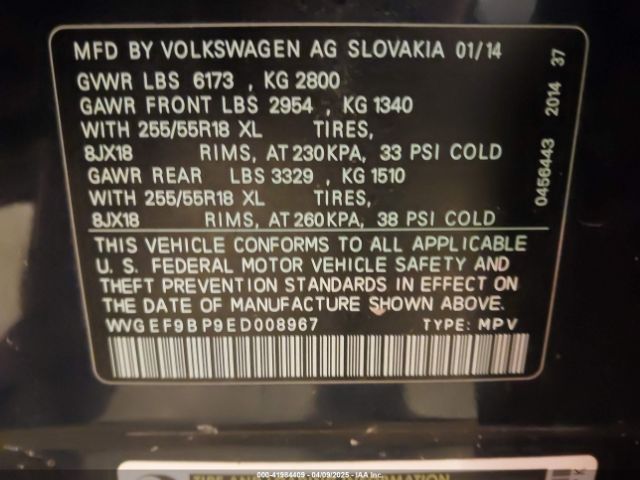 MFD BY VOLKSWAGEN AG SLOVAKIA 01/14
GVWR LBS 6173 , KG 2800
GAWR FRONT LBS 2954 , KG 1340
WITH 255/55R18 XL TIRES,
8JX18 RIMS, AT 230KPA, 33 PSI COLD
GAWR REAR LBS 3329 , KG 1510
WITH 255/55R18 XL TIRES,
8JX18 RIMS, AT 260KPA, 38 PSI COLD
THIS VEHICLE CONFORMS TO ALL APPLICABLE
U. S. FEDERAL MOTOR VEHICLE SAFETY AND
THEFT PREVENTION STANDARDS IN EFFECT ON
THE DATE OF MANUFACTURE SHOWN ABOVE.
WVGEF9BP9ED008967 TYPE: MPV
0456443 2014 37
000-41984409 - 04/09/2025 - IAA Inc.